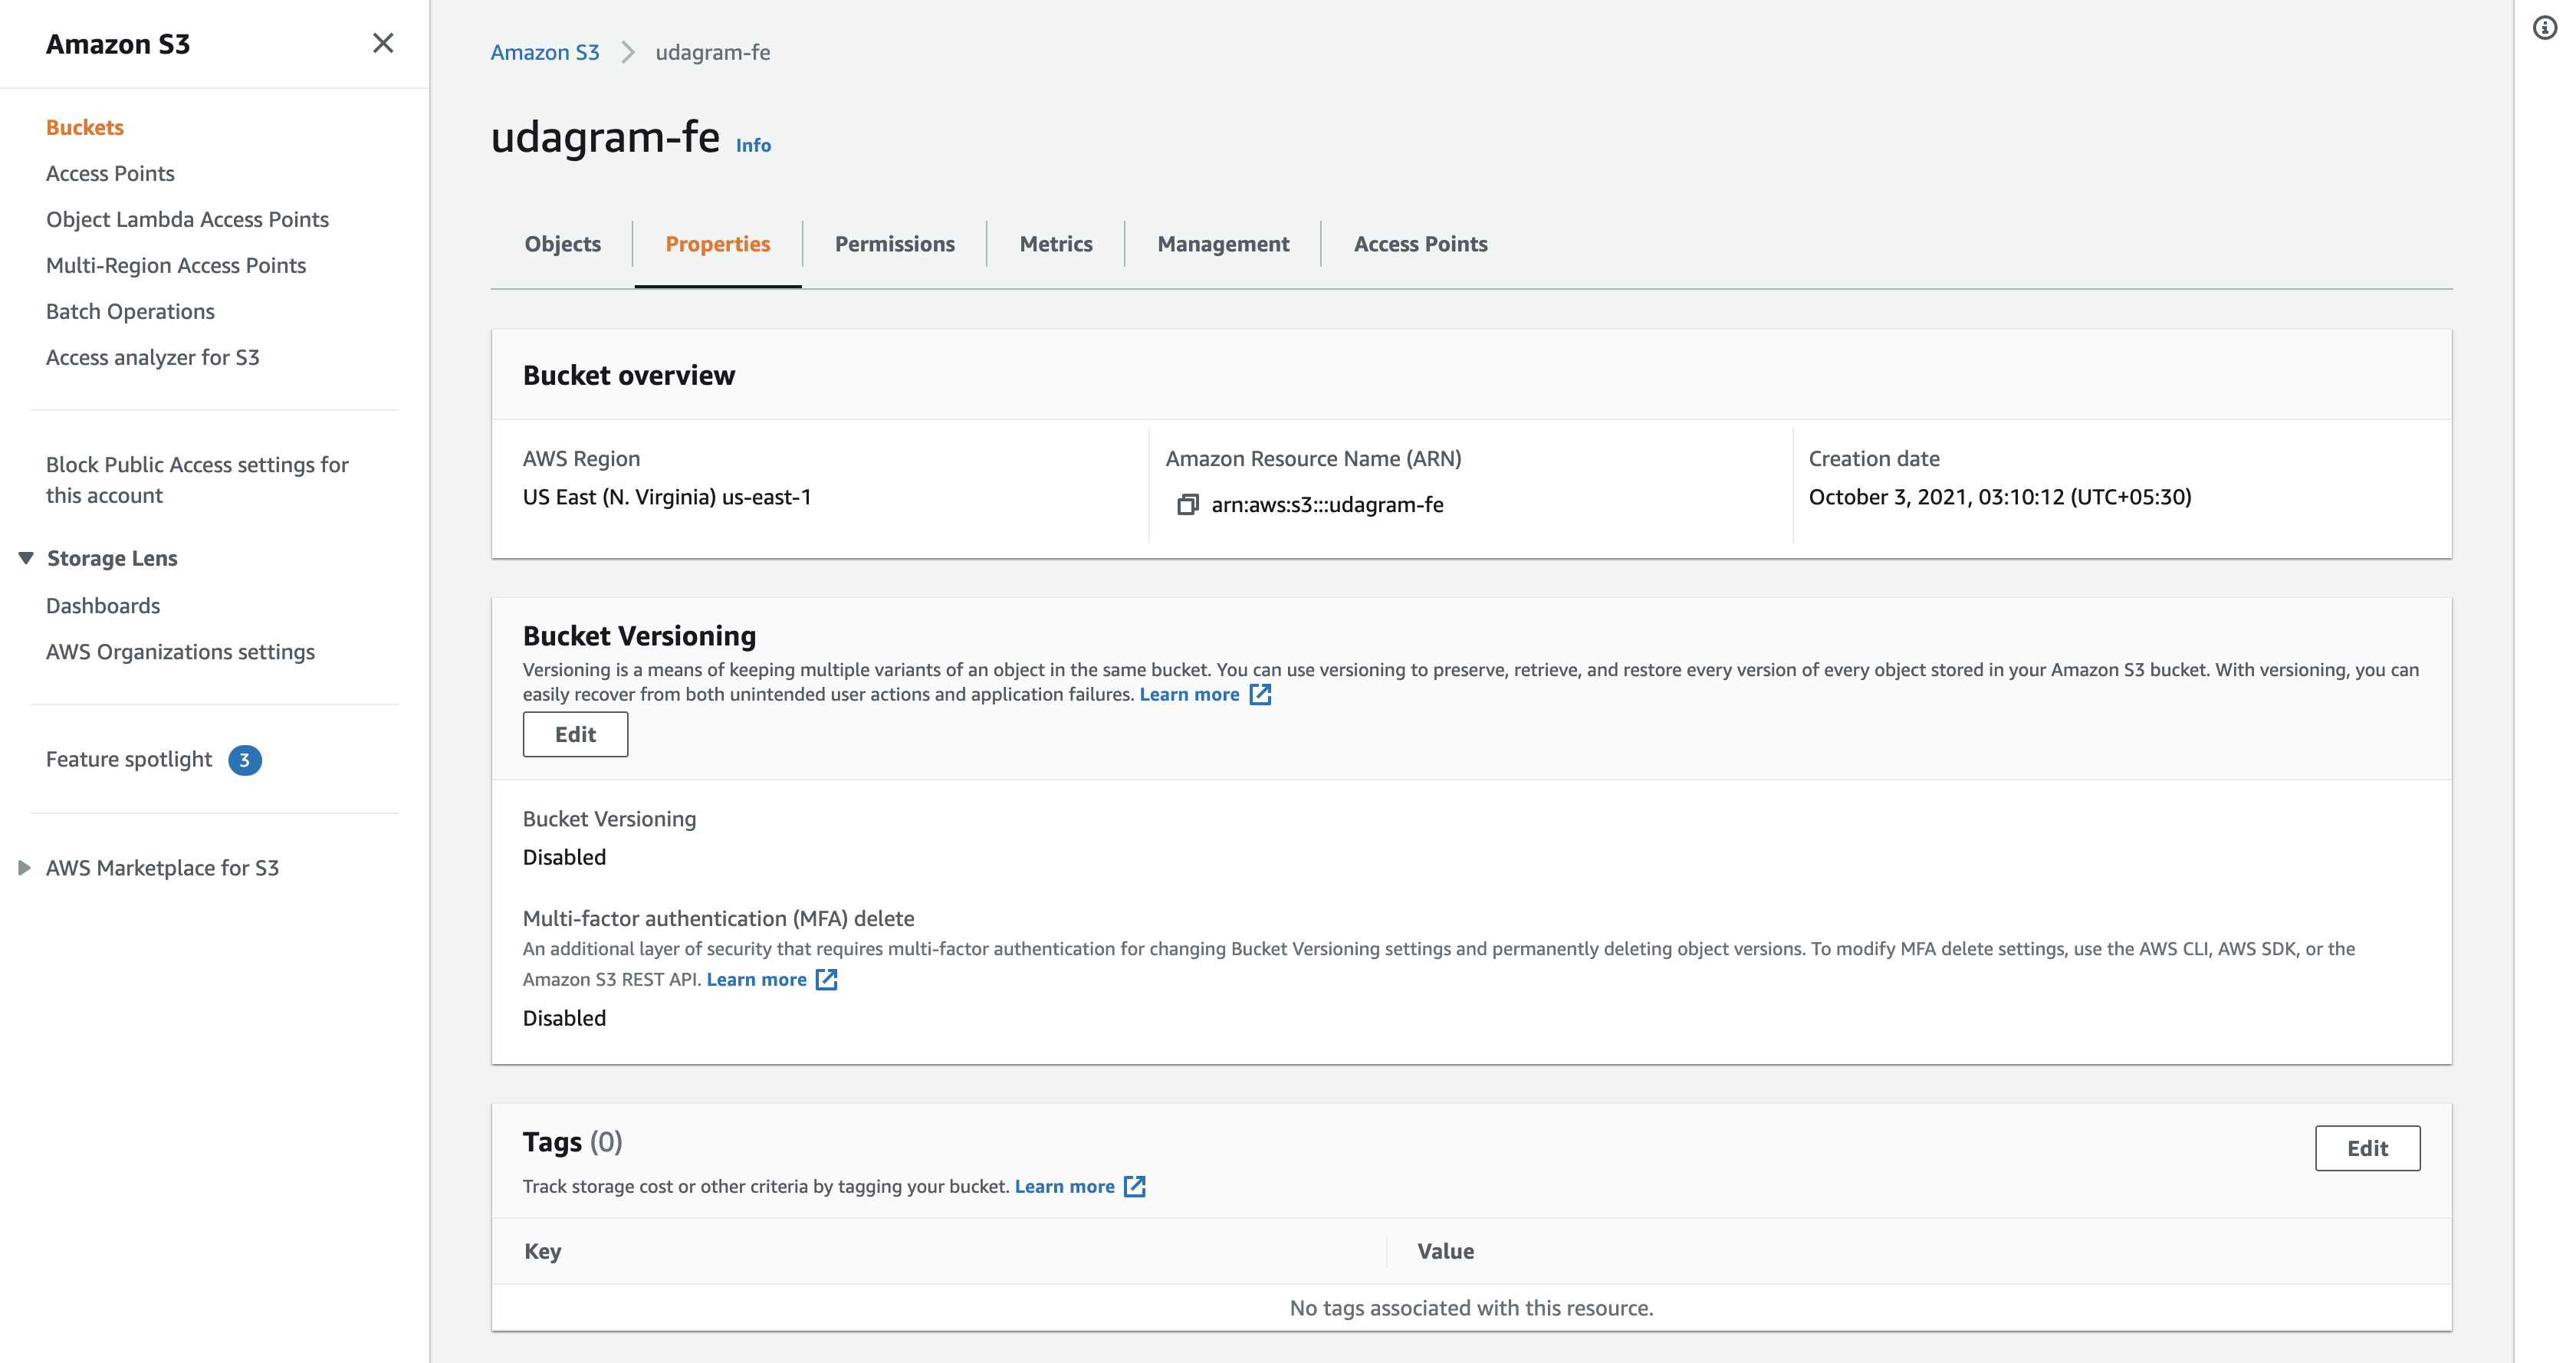 Amazon S3
Buckets
Access Points
Object Lambda Access Points
Multi-Region Access Points
Batch Operations
Access analyzer for S3
Block Public Access settings for
this account
Storage Lens
Dashboards
AWS Organizations settings
Feature spotlight 3
AWS Marketplace for S3
Amazon S3 udagram-fe
udagram-fe Info
Objects Properties Permissions Metrics Management Access Points
Bucket overview
AWS Region
US East (N. Virginia) us-east-1
Amazon Resource Name (ARN)
arn:aws:s3:::udagram-fe
Creation date
October 3, 2021, 03:10:12 (UTC+05:30)
Bucket Versioning
Versioning is a means of keeping multiple variants of an object in the same bucket. You can use versioning to preserve, retrieve, and restore every version of every object stored in your Amazon S3 bucket. With versioning, you can
easily recover from both unintended user actions and application failures. Learn more
Edit
Bucket Versioning
Disabled
Multi-factor authentication (MFA) delete
An additional layer of security that requires multi-factor authentication for changing Bucket Versioning settings and permanently deleting object versions. To modify MFA delete settings, use the AWS CLI, AWS SDK, or the
Amazon S3 REST API. Learn more
Disabled
Tags (0)
Edit
Track storage cost or other criteria by tagging your bucket. Learn more
Key Value
No tags associated with this resource.